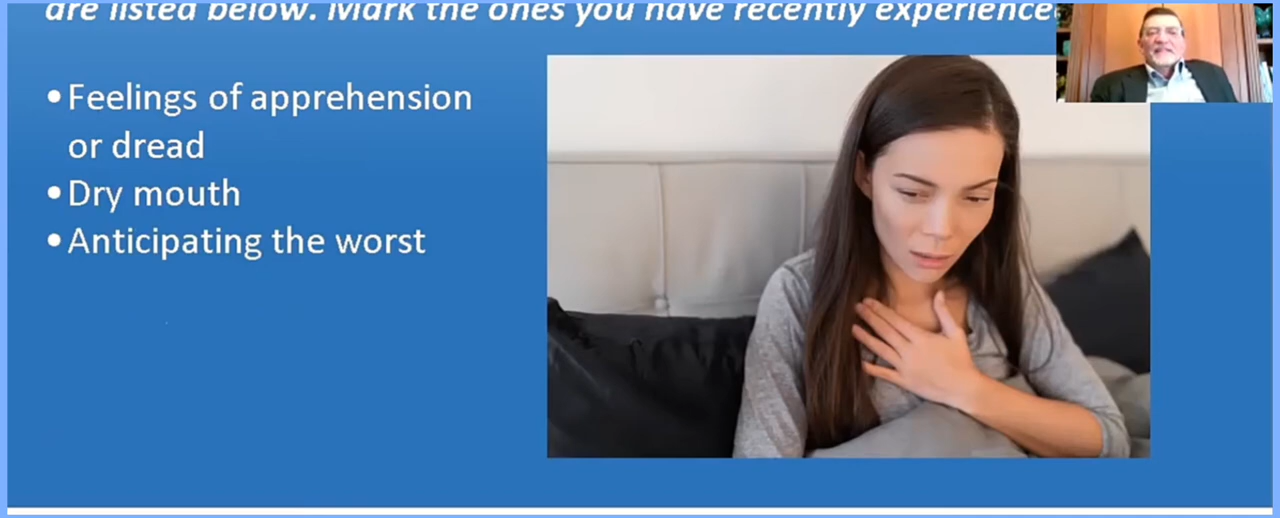 are listed below. Mark the ones you have recently experienced
• Feelings of apprehension
or dread
• Dry mouth
• Anticipating the worst